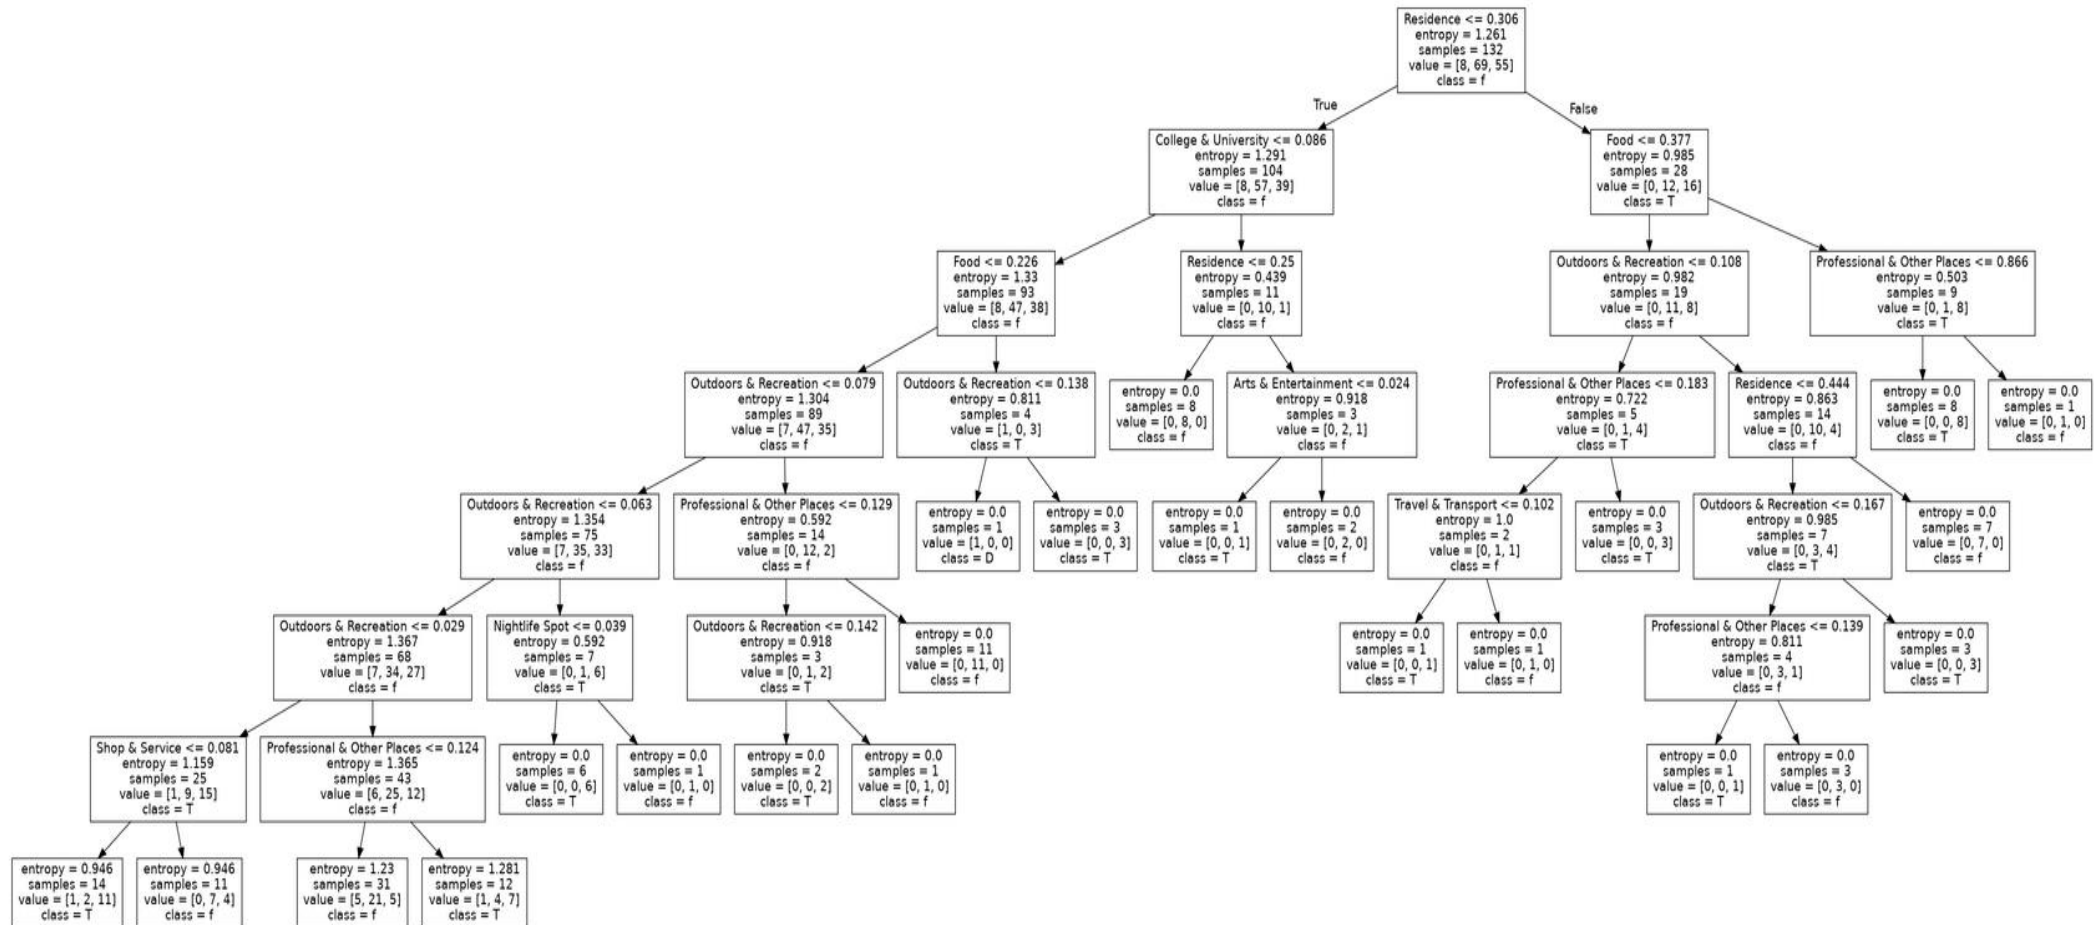 Residence <= 0.306
entropy = 1.261
samples = 132
value = [8, 69, 55]
class = f
True
False
College & University <= 0.086
entropy = 1.291
samples = 104
value = [8, 57, 39]
class = f
Food <= 0.377
entropy = 0.985
samples = 28
value = [0, 12, 16]
class = T
Food <= 0.226
entropy = 1.33
samples = 93
value = [8, 47, 38]
class = f
Residence <= 0.25
entropy = 0.439
samples = 11
value = [0, 10, 1]
class = f
Outdoors & Recreation <= 0.108
entropy = 0.982
samples = 19
value = [0, 11, 8]
class = f
Professional & Other Places <= 0.866
entropy = 0.503
samples = 9
value = [0, 1, 8]
class = T
Outdoors & Recreation <= 0.079
entropy = 1.304
samples = 89
value = [7, 47, 35]
class = f
Outdoors & Recreation <= 0.138
entropy = 0.811
samples = 4
value = [1, 0, 3]
class = T
entropy = 0.0
samples = 8
value = [0, 8, 0]
class = f
Arts & Entertainment <= 0.024
entropy = 0.918
samples = 3
value = [0, 2, 1]
class = f
Professional & Other Places <= 0.183
entropy = 0.722
samples = 5
value = [0, 1, 4]
class = T
Residence <= 0.444
entropy = 0.863
samples = 14
value = [0, 10, 4]
class = f
entropy = 0.0
samples = 8
value = [0, 0, 8]
class = T
entropy = 0.0
samples = 1
value = [0, 1, 0]
class = f
Outdoors & Recreation <= 0.063
entropy = 1.354
samples = 75
value = [7, 35, 33]
class = f
Professional & Other Places <= 0.129
entropy = 0.592
samples = 14
value = [0, 12, 2]
class = f
entropy = 0.0
samples = 1
value = [1, 0, 0]
class = D
entropy = 0.0
samples = 3
value = [0, 0, 3]
class = T
entropy = 0.0
samples = 1
value = [0, 0, 1]
class = T
entropy = 0.0
samples = 2
value = [0, 2, 0]
class = f
Travel & Transport <= 0.102
entropy = 1.0
samples = 2
value = [0, 1, 1]
class = f
entropy = 0.0
samples = 3
value = [0, 0, 3]
class = T
Outdoors & Recreation <= 0.167
entropy = 0.985
samples = 7
value = [0, 3, 4]
class = T
entropy = 0.0
samples = 7
value = [0, 7, 0]
class = f
Outdoors & Recreation <= 0.029
entropy = 1.367
samples = 68
value = [7, 34, 27]
class = f
Nightlife Spot <= 0.039
entropy = 0.592
samples = 7
value = [0, 1, 6]
class = T
Outdoors & Recreation <= 0.142
entropy = 0.918
samples = 3
value = [0, 1, 2]
class = T
entropy = 0.0
samples = 11
value = [0, 11, 0]
class = f
entropy = 0.0
samples = 1
value = [0, 0, 1]
class = T
entropy = 0.0
samples = 1
value = [0, 1, 0]
class = f
Professional & Other Places <= 0.139
entropy = 0.811
samples = 4
value = [0, 3, 1]
class = f
entropy = 0.0
samples = 3
value = [0, 0, 3]
class = T
Shop & Service <= 0.081
entropy = 1.159
samples = 25
value = [1, 9, 15]
class = T
Professional & Other Places <= 0.124
entropy = 1.365
samples = 43
value = [6, 25, 12]
class = f
entropy = 0.0
samples = 6
value = [0, 0, 6]
class = T
entropy = 0.0
samples = 1
value = [0, 1, 0]
class = f
entropy = 0.0
samples = 2
value = [0, 0, 2]
class = T
entropy = 0.0
samples = 1
value = [0, 1, 0]
class = f
entropy = 0.0
samples = 1
value = [0, 0, 1]
class = T
entropy = 0.0
samples = 3
value = [0, 3, 0]
class = f
entropy = 0.946
samples = 14
value = [1, 2, 11]
class = T
entropy = 0.946
samples = 11
value = [0, 7, 4]
class = f
entropy = 1.23
samples = 31
value = [5, 21, 5]
class = f
entropy = 1.281
samples = 12
value = [1, 4, 7]
class = T